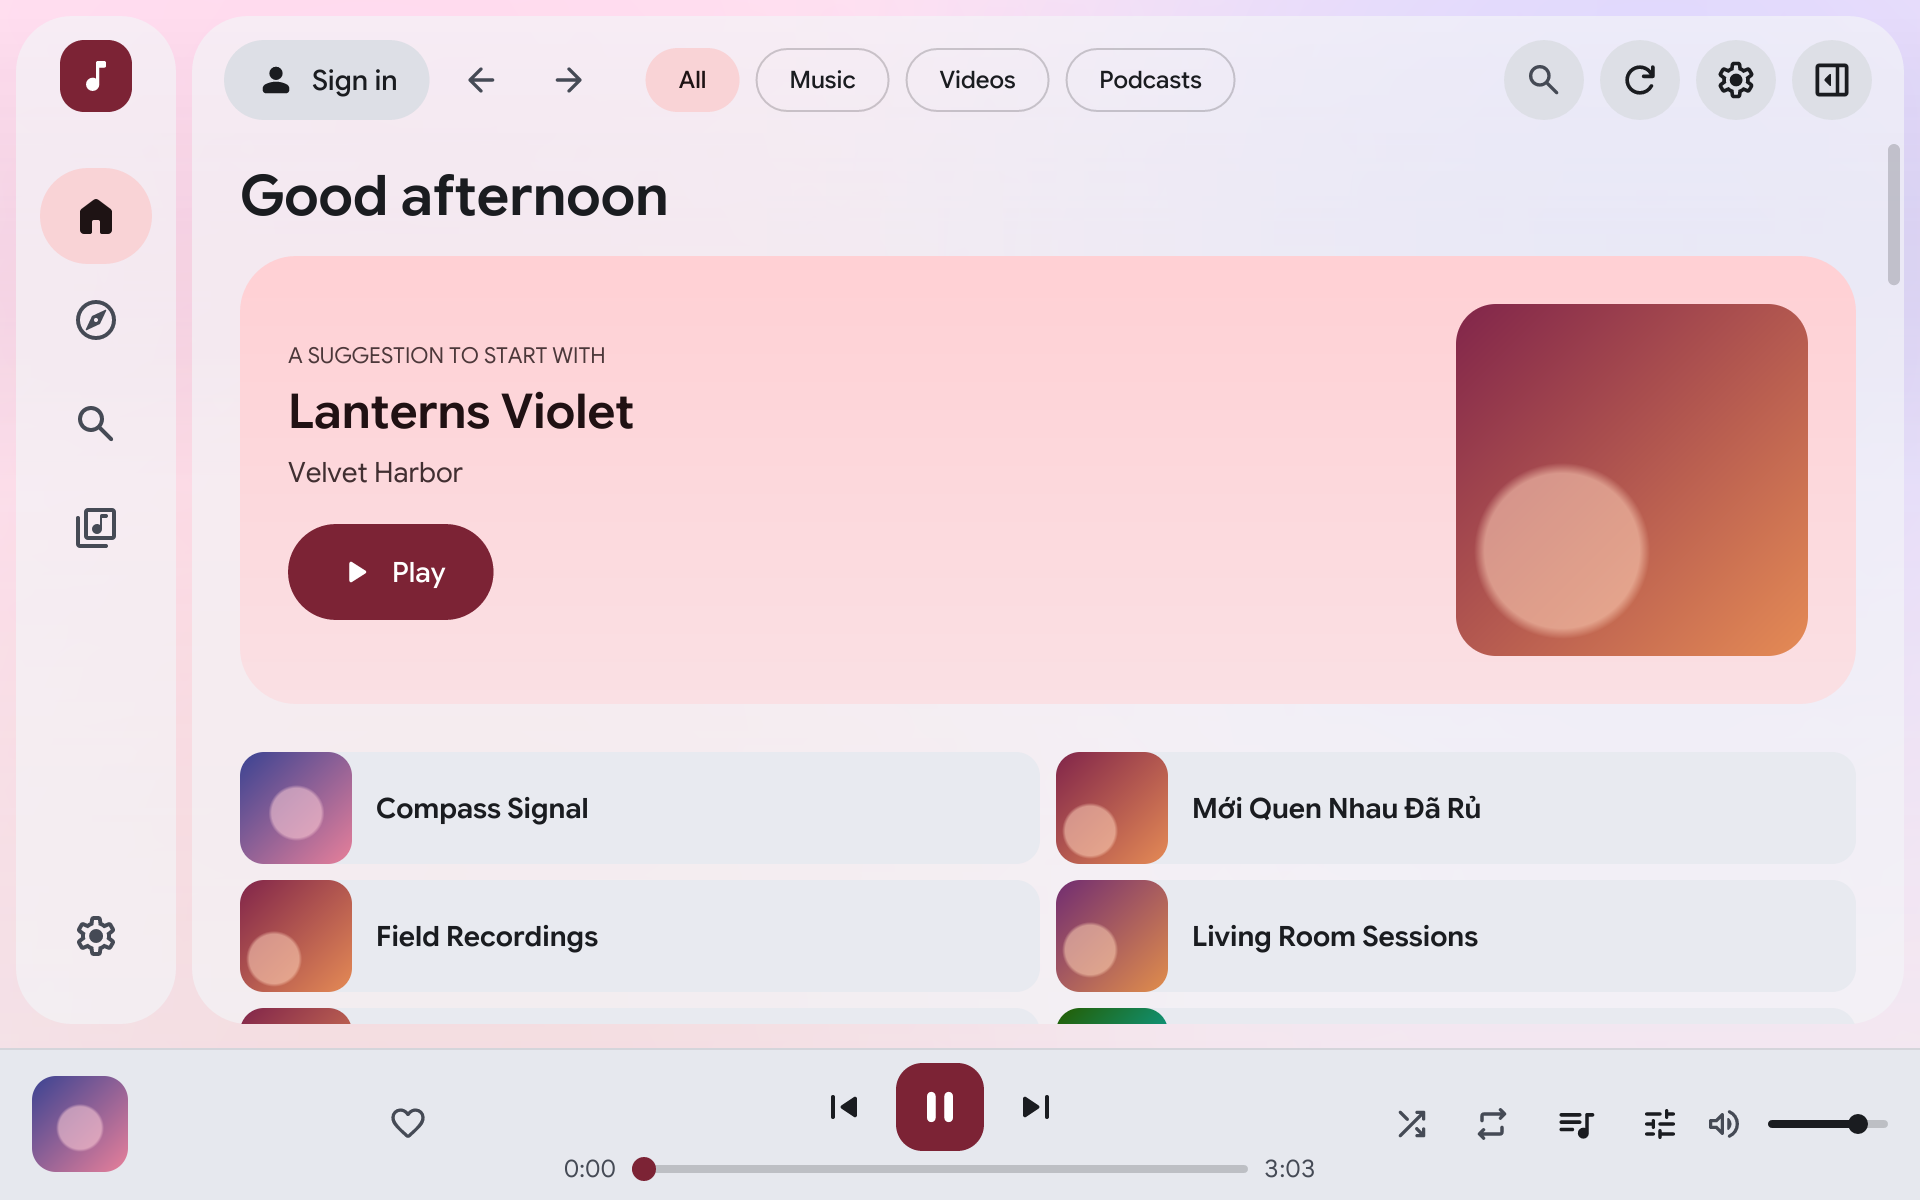 Sign in
All
Music
Videos
Podcasts
Good afternoon
A SUGGESTION TO START WITH
Lanterns Violet
Velvet Harbor
Play
Compass Signal
Mới Quen Nhau Đã Rủ
Field Recordings
Living Room Sessions
0:00
3:03